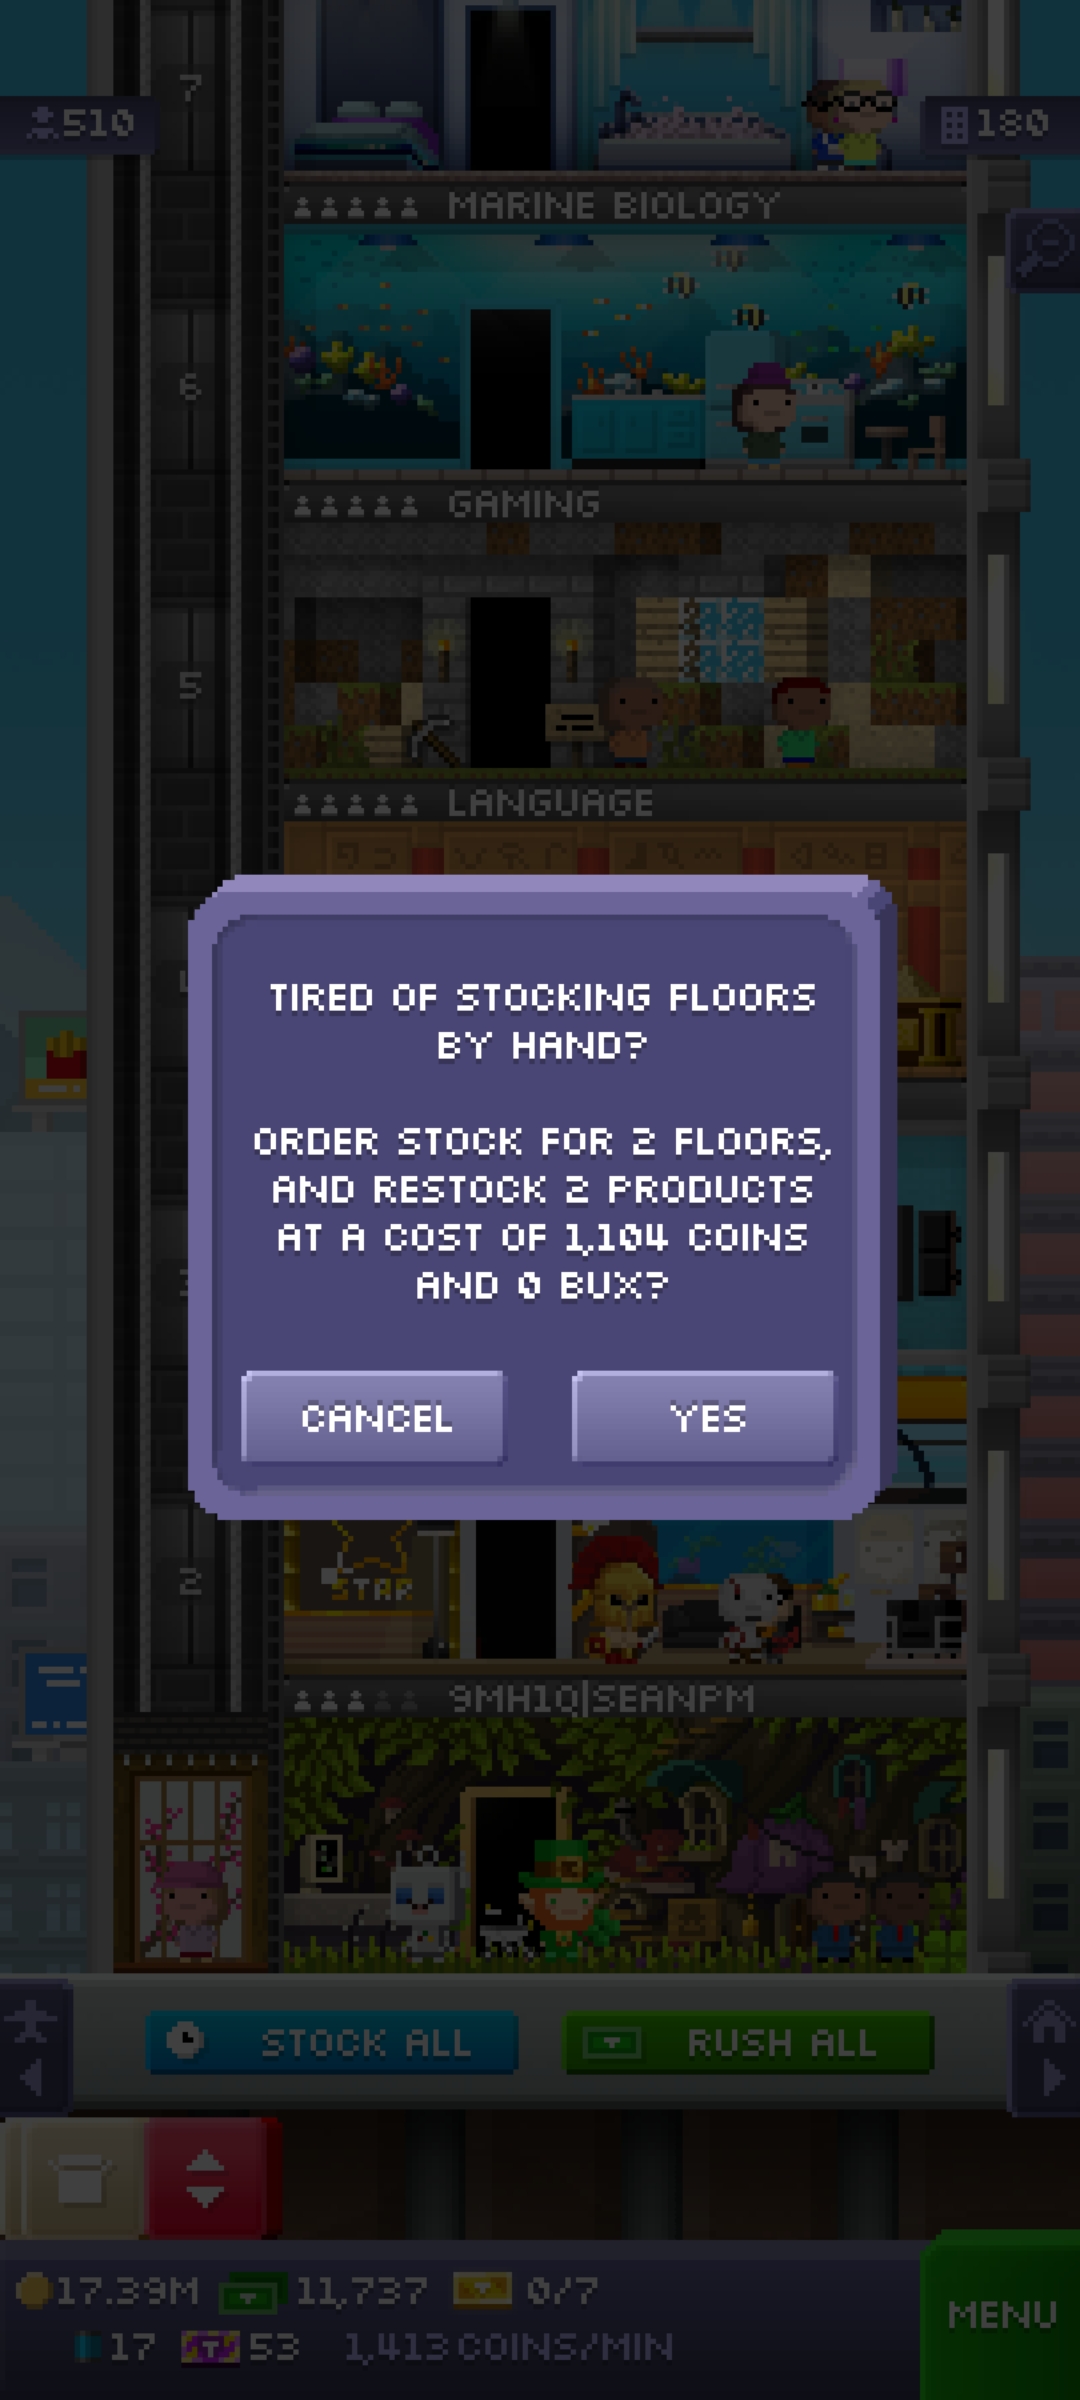 7
510
180
MARINE BIOLOGY
6
GAMING
5
LANGUAGE
TIRED OF STOCKING FLOORS
BY HAND?
ORDER STOCK FOR 2 FLOORS,
AND RESTOCK 2 PRODUCTS
AT A COST OF 1,104 COINS
AND 0 BUX?
CANCEL
YES
2
STAR
9MH1Q|SEANPM
STOCK ALL
RUSH ALL
17.39M
11,737
0/7
MENU
17
T
53
1,413 COINS/MIN